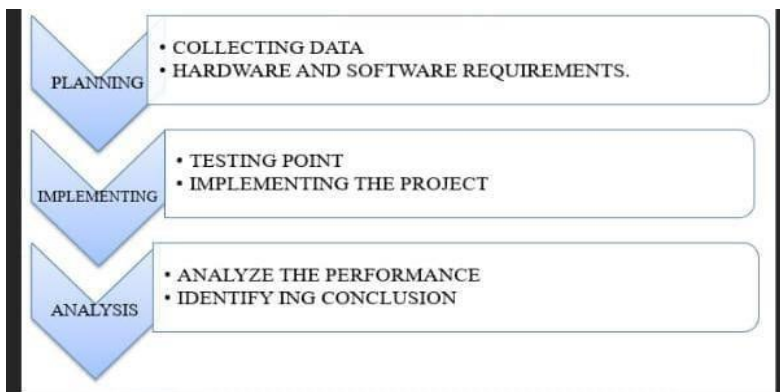 PLANNING
• COLLECTING DATA
• HARDWARE AND SOFTWARE REQUIREMENTS.
IMPLEMENTING
• TESTING POINT
• IMPLEMENTING THE PROJECT
ANALYSIS
• ANALYZE THE PERFORMANCE
• IDENTIFY ING CONCLUSION